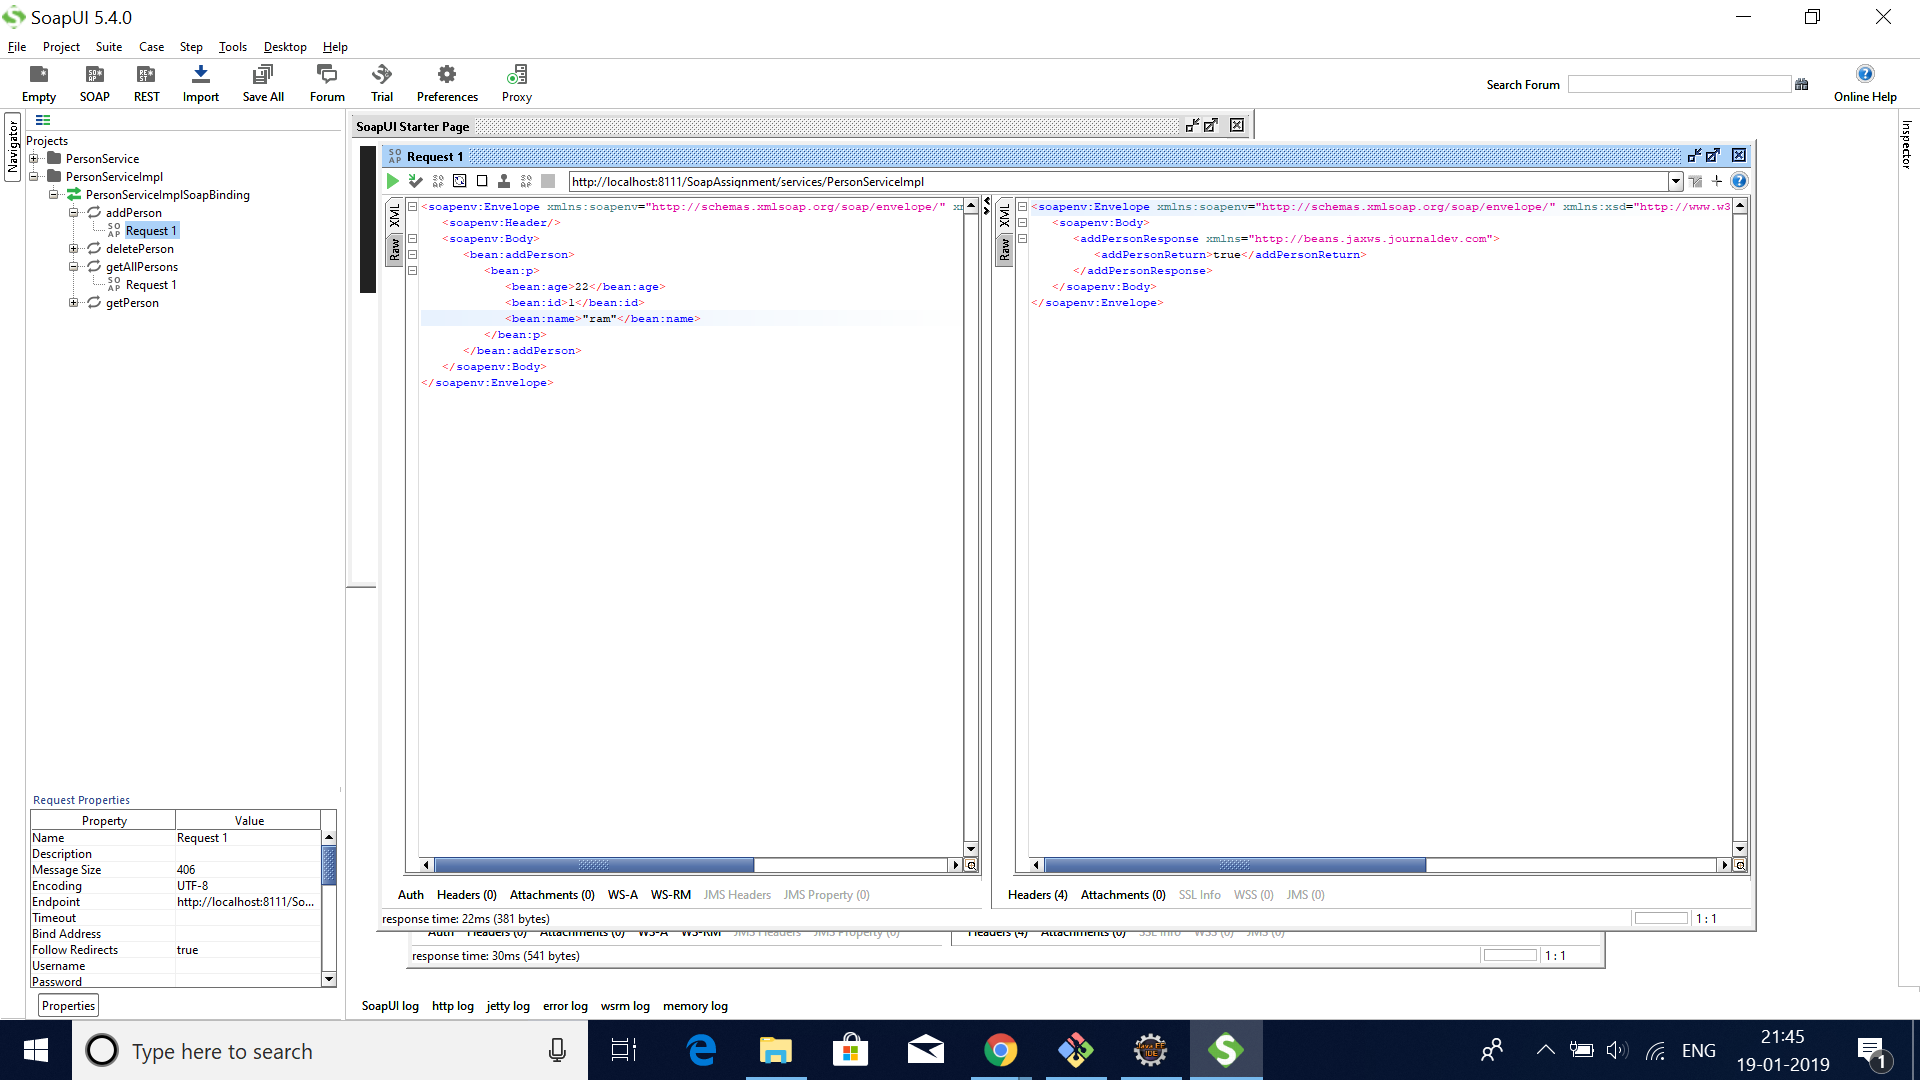 SoapUI 5.4.0
File Project Suite Case Step Tools Desktop Help
Empty SOAP REST Import Save All Forum Trial Preferences Proxy
Search Forum
Online Help
Navigator
Inspector
Projects
PersonService
PersonServiceImpl
PersonServiceImplSoapBinding
addPerson
Request 1
deletePerson
getAllPersons
Request 1
getPerson
SoapUI Starter Page
Request 1
http://localhost:8111/SoapAssignment/services/PersonServiceImpl
XML
Raw
<soapenv:Envelope xmlns:soapenv="http://schemas.xmlsoap.org/soap/envelope/"
<soapenv:Header/>
<soapenv:Body>
<bean:addPerson>
<bean:p>
<bean:age>22</bean:age>
<bean:id>1</bean:id>
<bean:name>"ram"</bean:name>
</bean:p>
</bean:addPerson>
</soapenv:Body>
</soapenv:Envelope>
XML
Raw
<soapenv:Envelope xmlns:soapenv="http://schemas.xmlsoap.org/soap/envelope/" xmlns:xsd="http://www.w3
<soapenv:Body>
<addPersonResponse xmlns="http://beans.jaxws.journaldev.com">
<addPersonReturn>true</addPersonReturn>
</addPersonResponse>
</soapenv:Body>
</soapenv:Envelope>
Auth Headers (0) Attachments (0) WS-A WS-RM JMS Headers JMS Property (0)
Headers (4) Attachments (0) SSL Info WSS (0) JMS (0)
response time: 22ms (381 bytes)
1 : 1
Auth Headers (0) Attachments (0) WS-A WS-RM JMS Headers JMS Property (0)
Headers (4) Attachments (0) SSL Info WSS (0) JMS (0)
response time: 30ms (541 bytes)
1 : 1
Request Properties
Property Value
Name Request 1
Description
Message Size 406
Encoding UTF-8
Endpoint http://localhost:8111/So...
Timeout
Bind Address
Follow Redirects true
Username
Password
Properties
SoapUI log http log jetty log error log wsrm log memory log
Type here to search
ENG
21:45
19-01-2019
1